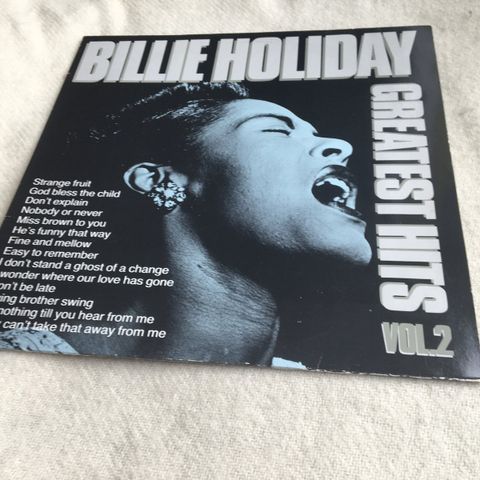 BILLIE HOLIDAY
GREATEST HITS
VOL.2
Strange fruit
God bless the child
Don't explain
Nobody or never
Miss brown to you
He's funny that way
Fine and mellow
Easy to remember
I don't stand a ghost of a change
wonder where our love has gone
be late
brother swing
nothing till you hear from me
can't take that away from me